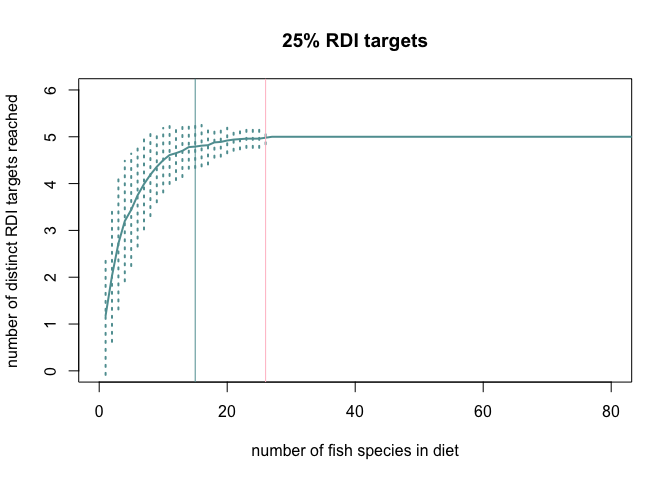 25% RDI targets
number of distinct RDI targets reached
6
5
4
3
2
1
0
0 20 40 60 80
number of fish species in diet